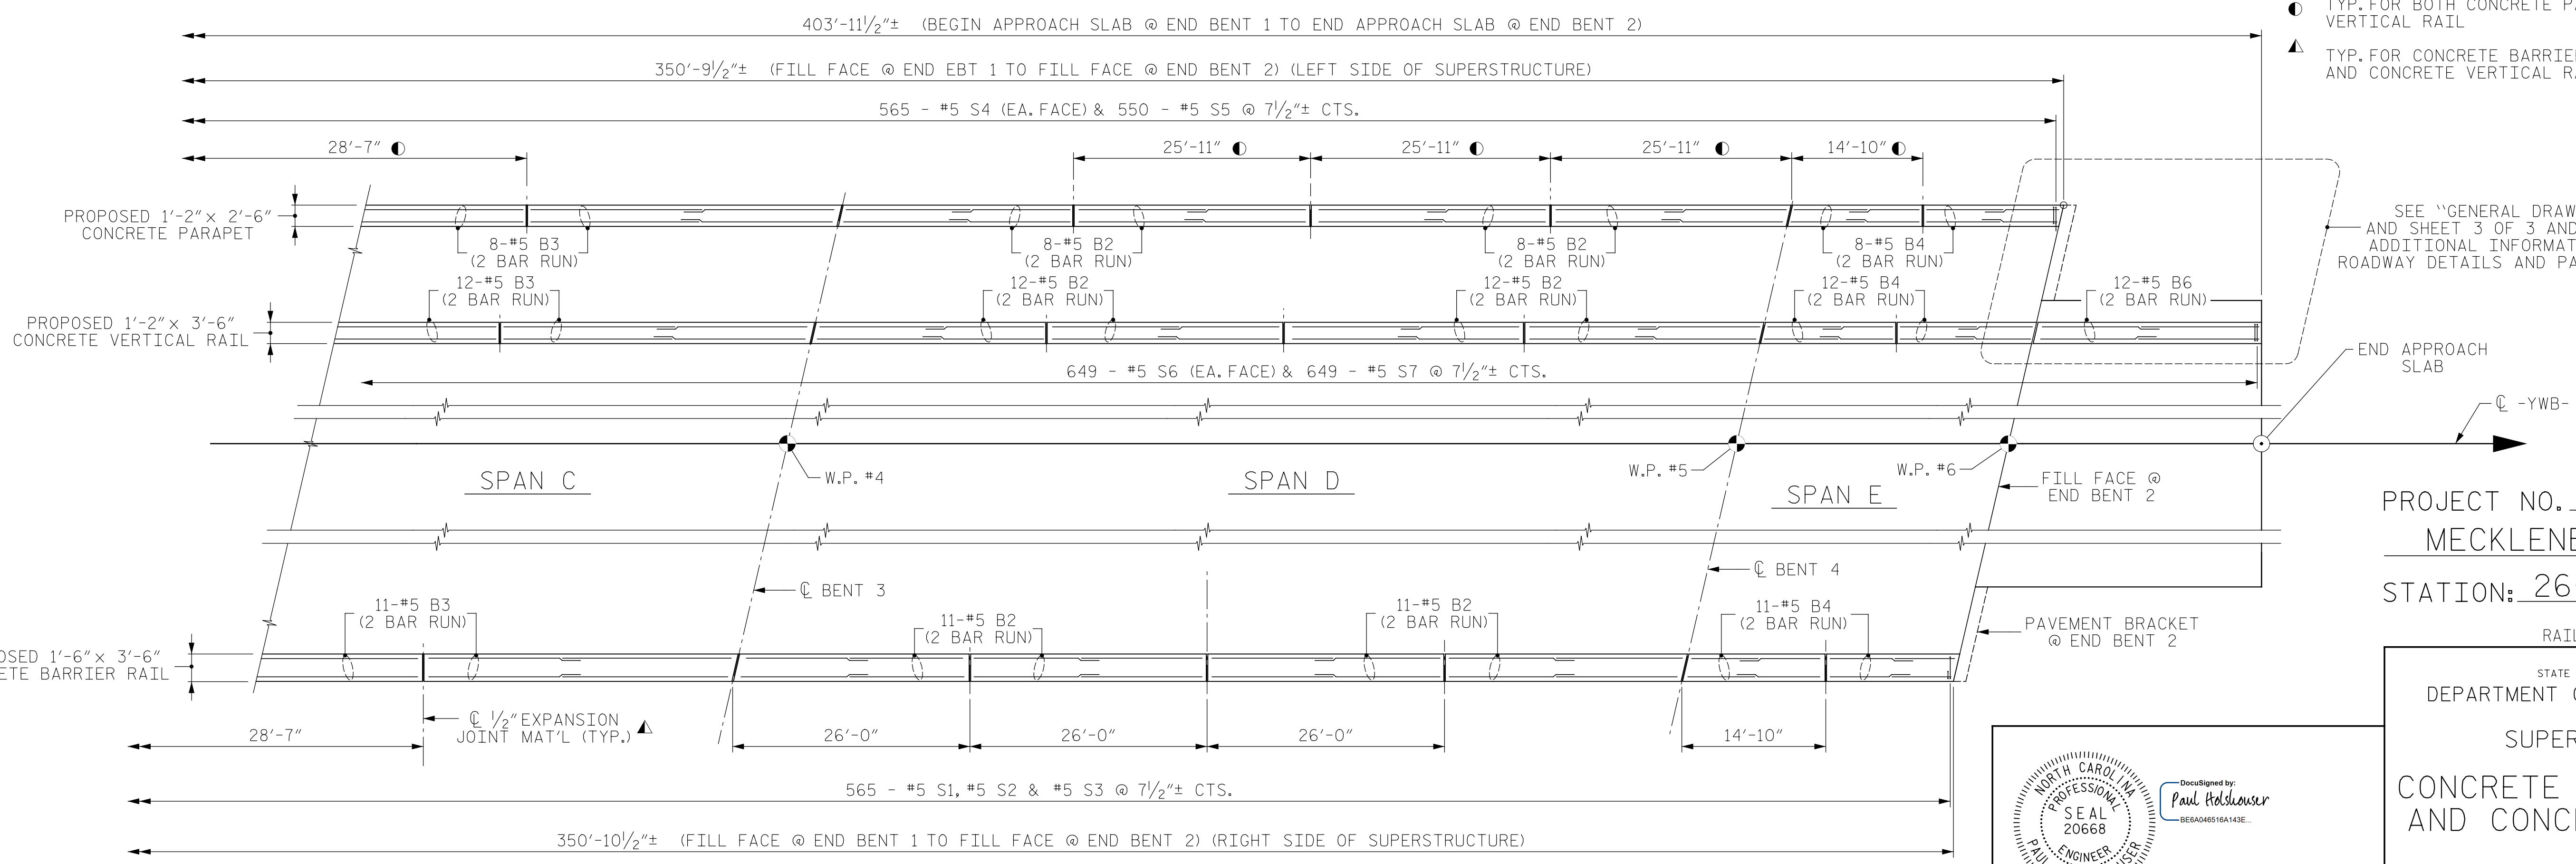 403'-11 1/2"± (BEGIN APPROACH SLAB @ END BENT 1 TO END APPROACH SLAB @ END BENT 2)
TYP. FOR BOTH CONCRETE
VERTICAL RAIL
350'-9 1/2"± (FILL FACE @ END EBT 1 TO FILL FACE @ END BENT 2) (LEFT SIDE OF SUPERSTRUCTURE)
TYP. FOR CONCRETE BARRIER
AND CONCRETE VERTICAL
565 - #5 S4 (EA. FACE) & 550 - #5 S5 @ 7 1/2"± CTS.
28'-7"
25'-11"
25'-11"
25'-11"
14'-10"
PROPOSED 1'-2" x 2'-6"
CONCRETE PARAPET
8-#5 B3
(2 BAR RUN)
8-#5 B2
(2 BAR RUN)
8-#5 B2
(2 BAR RUN)
8-#5 B4
(2 BAR RUN)
SEE "GENERAL
AND SHEET 3 OF 3 AND
ADDITIONAL
ROADWAY DETAILS AND
12-#5 B3
(2 BAR RUN)
12-#5 B2
(2 BAR RUN)
12-#5 B2
(2 BAR RUN)
12-#5 B4
(2 BAR RUN)
12-#5 B6
(2 BAR RUN)
PROPOSED 1'-2" x 3'-6"
CONCRETE VERTICAL RAIL
649 - #5 S6 (EA. FACE) & 649 - #5 S7 @ 7 1/2"± CTS.
END APPROACH
SLAB
℄ -YWB-
W.P. #4
W.P. #5
W.P. #6
SPAN C
SPAN D
SPAN E
FILL FACE @
END BENT 2
PROJECT NO.
MECKLENB
STATION: 26
℄ BENT 3
℄ BENT 4
11-#5 B3
(2 BAR RUN)
11-#5 B2
(2 BAR RUN)
11-#5 B2
(2 BAR RUN)
11-#5 B4
(2 BAR RUN)
PAVEMENT BRACKET
@ END BENT 2
OSED 1'-6" x 3'-6"
ETE BARRIER RAIL
RAIL
STATE
DEPARTMENT
SUPER
CONCRETE
AND CONC
℄ 1/2" EXPANSION
JOINT MAT'L (TYP.)
28'-7"
26'-0"
26'-0"
26'-0"
14'-10"
565 - #5 S1, #5 S2 & #5 S3 @ 7 1/2"± CTS.
350'-10 1/2"± (FILL FACE @ END BENT 1 TO FILL FACE @ END BENT 2) (RIGHT SIDE OF SUPERSTRUCTURE)
NORTH CAROLINA
PROFESSIONAL
SEAL
20668
ENGINEER
DocuSigned by:
Paul Holshouser
BE6A046516A143E...